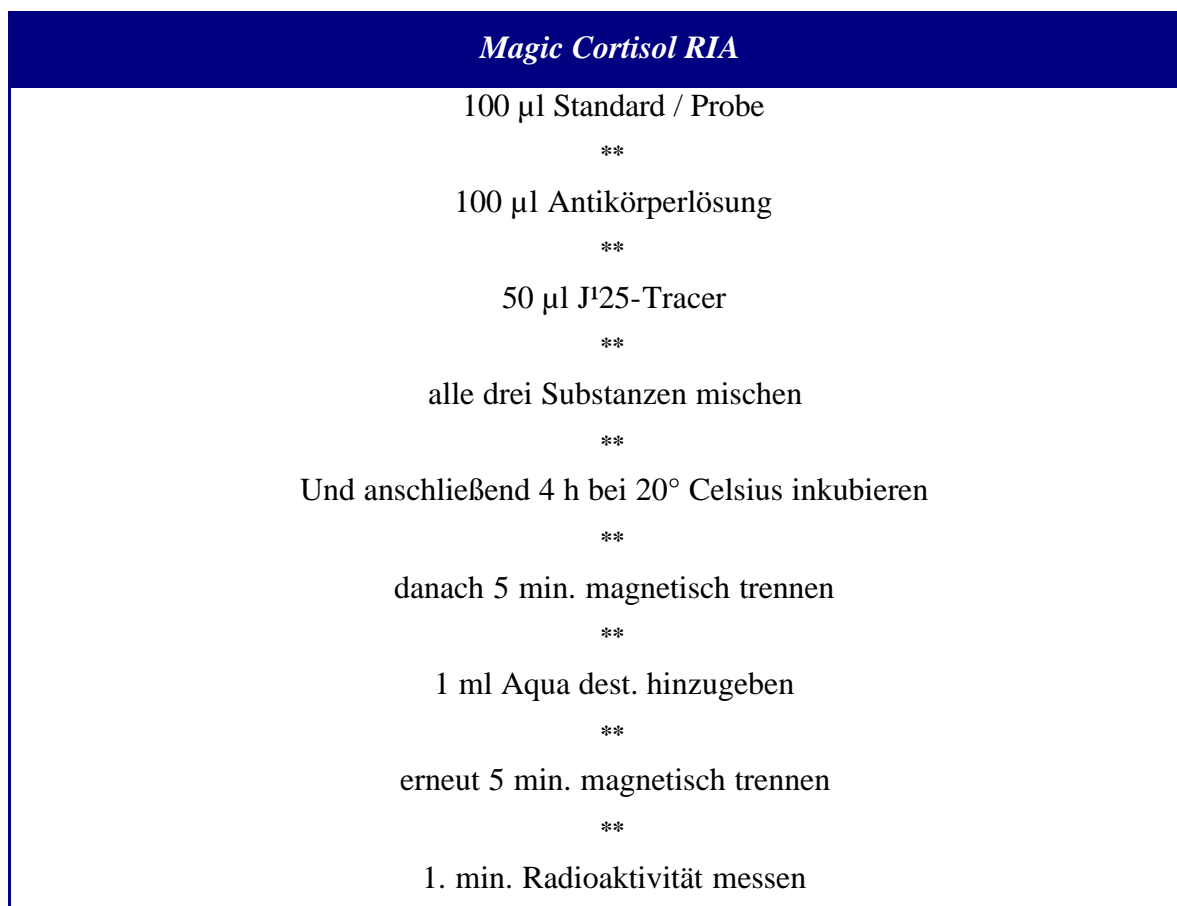 Magic Cortisol RIA
100 µl Standard / Probe
**
100 µl Antikörperlösung
**
50 µl J¹25-Tracer
**
alle drei Substanzen mischen
**
Und anschließend 4 h bei 20° Celsius inkubieren
**
danach 5 min. magnetisch trennen
**
1 ml Aqua dest. hinzugeben
**
erneut 5 min. magnetisch trennen
**
1. min. Radioaktivität messen